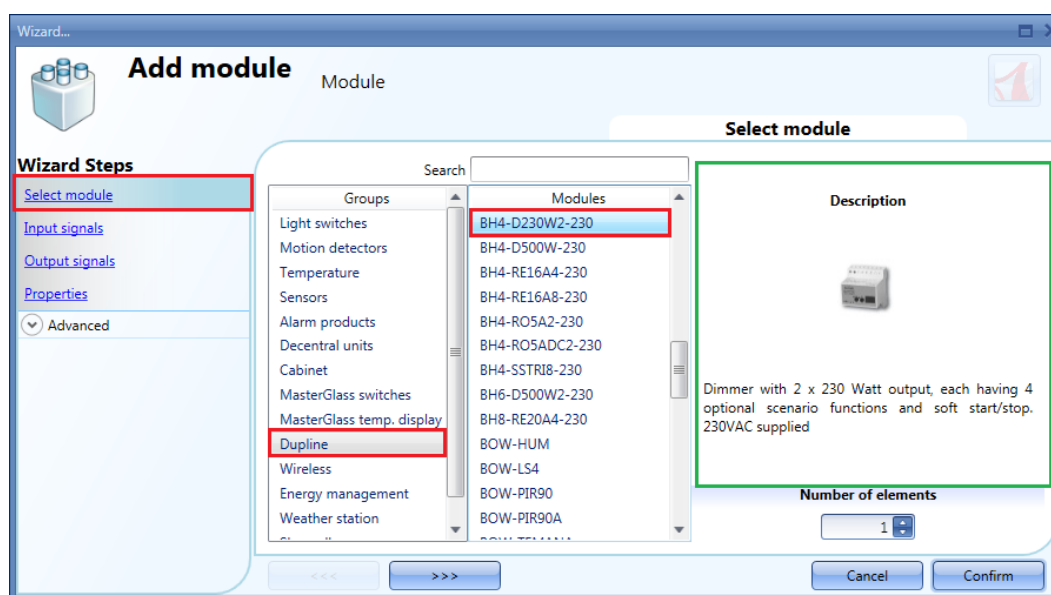 Wizard...
Add module
Module
Select module
Wizard Steps
Select module
Input signals
Output signals
Properties
Advanced
Search
Groups
Light switches
Motion detectors
Temperature
Sensors
Alarm products
Decentral units
Cabinet
MasterGlass switches
MasterGlass temp. display
Dupline
Wireless
Energy management
Weather station
Modules
BH4-D230W2-230
BH4-D500W-230
BH4-RE16A4-230
BH4-RE16A8-230
BH4-RO5A2-230
BH4-RO5ADC2-230
BH4-SSTRI8-230
BH6-D500W2-230
BH8-RE20A4-230
BOW-HUM
BOW-LS4
BOW-PIR90
BOW-PIR90A
Description
Dimmer with 2 x 230 Watt output, each having 4
optional scenario functions and soft start/stop.
230VAC supplied
Number of elements
1
<<<
>>>
Cancel
Confirm